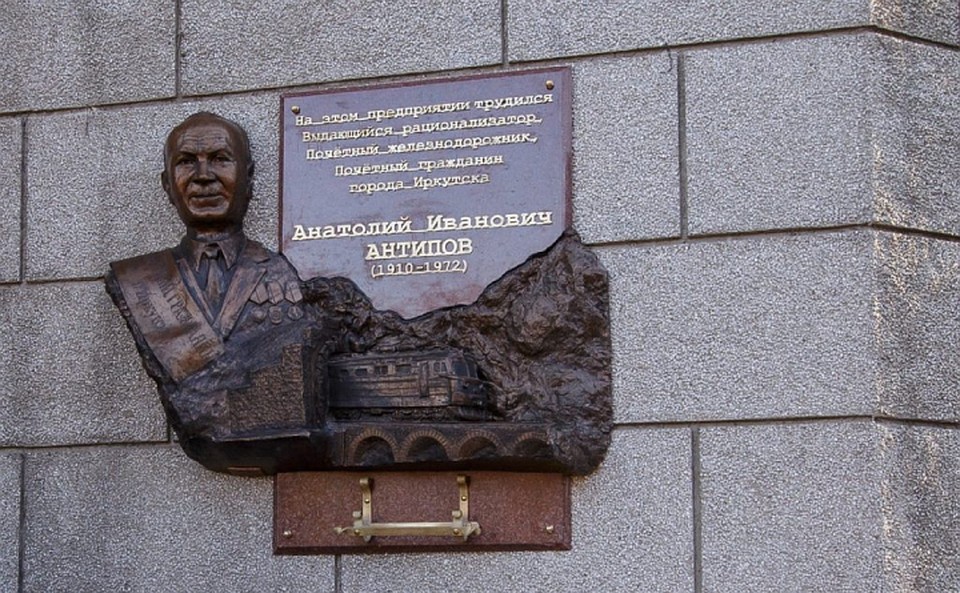 На этом предприятии трудился
Выдающийся рационализатор,
Почётный железнодорожник,
Почётный гражданин
города Иркутска
Анатолий Иванович
АНТИПОВ
(1910-1972)